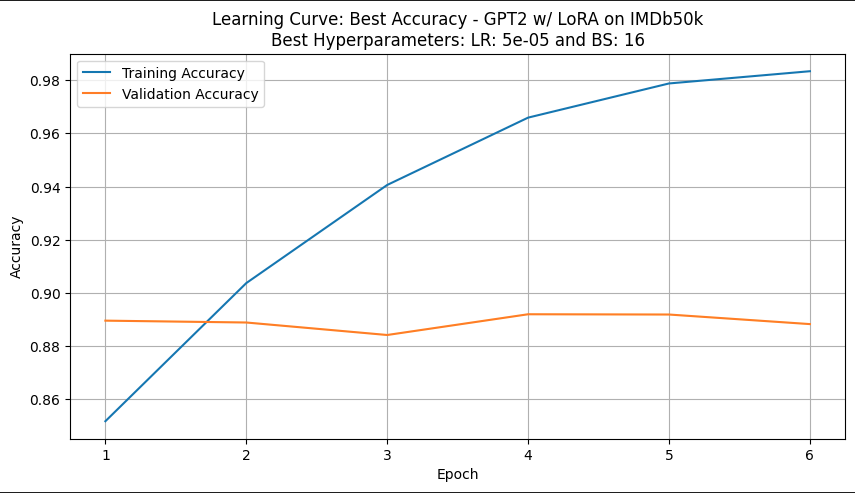 Learning Curve: Best Accuracy - GPT2 w/ LoRA on IMDb50k
Best Hyperparameters: LR: 5e-05 and BS: 16
Training Accuracy
Validation Accuracy
0.98
0.96
0.94
0.92
0.90
0.88
0.86
Accuracy
1 2 3 4 5 6
Epoch